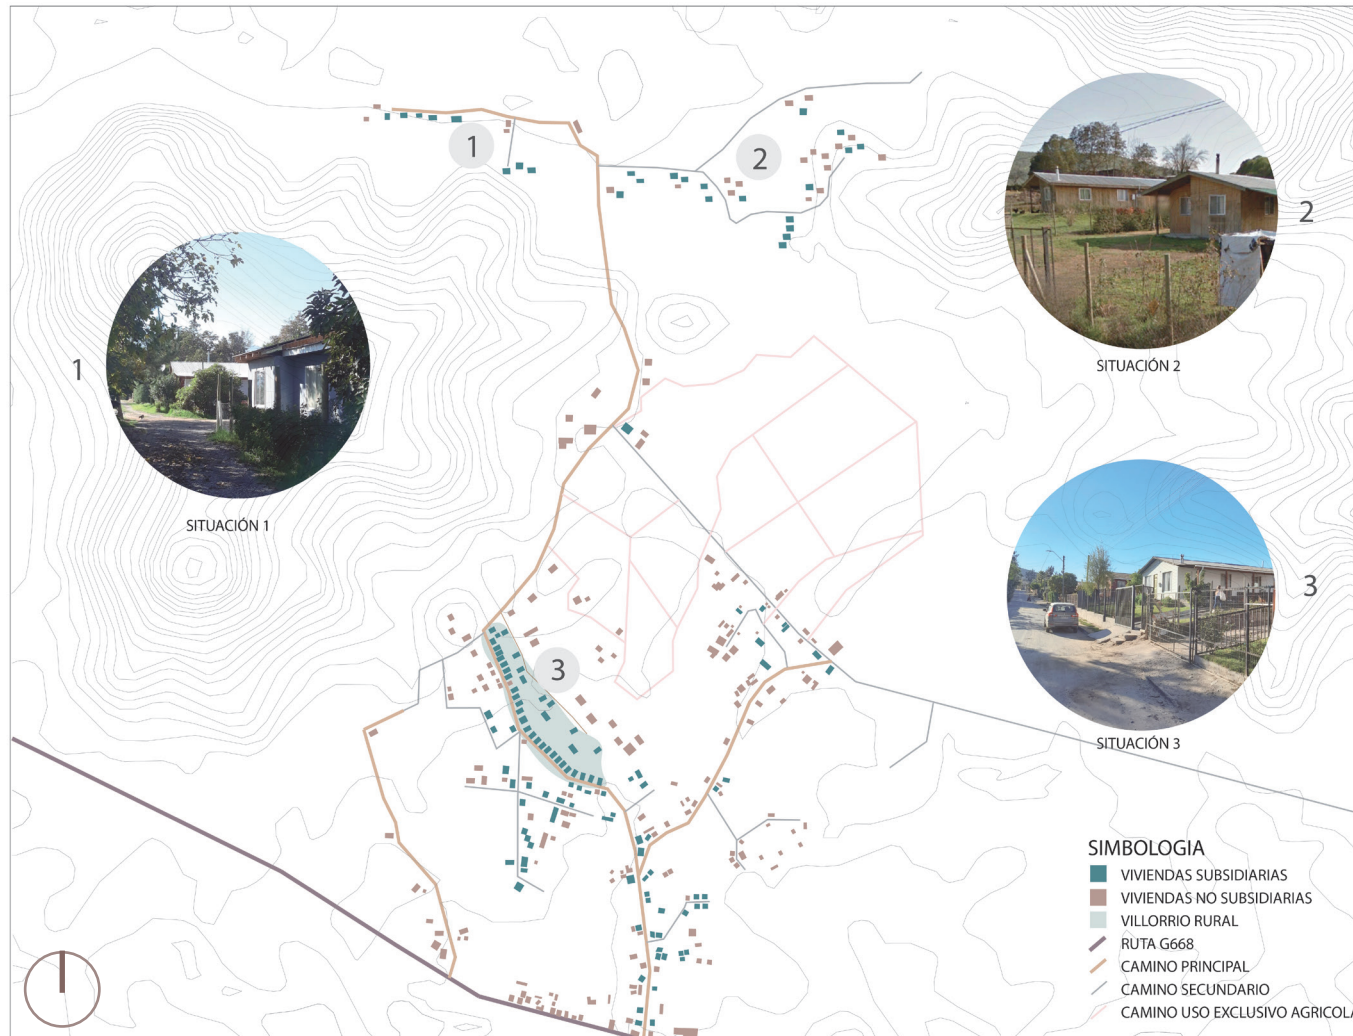 1
2
2
SITUACIÓN 2
1
SITUACIÓN 1
3
3
SITUACIÓN 3
SIMBOLOGIA
VIVIENDAS SUBSIDIARIAS
VIVIENDAS NO SUBSIDIARIAS
VILLORRIO RURAL
RUTA G668
CAMINO PRINCIPAL
CAMINO SECUNDARIO
CAMINO USO EXCLUSIVO AGRICOLA